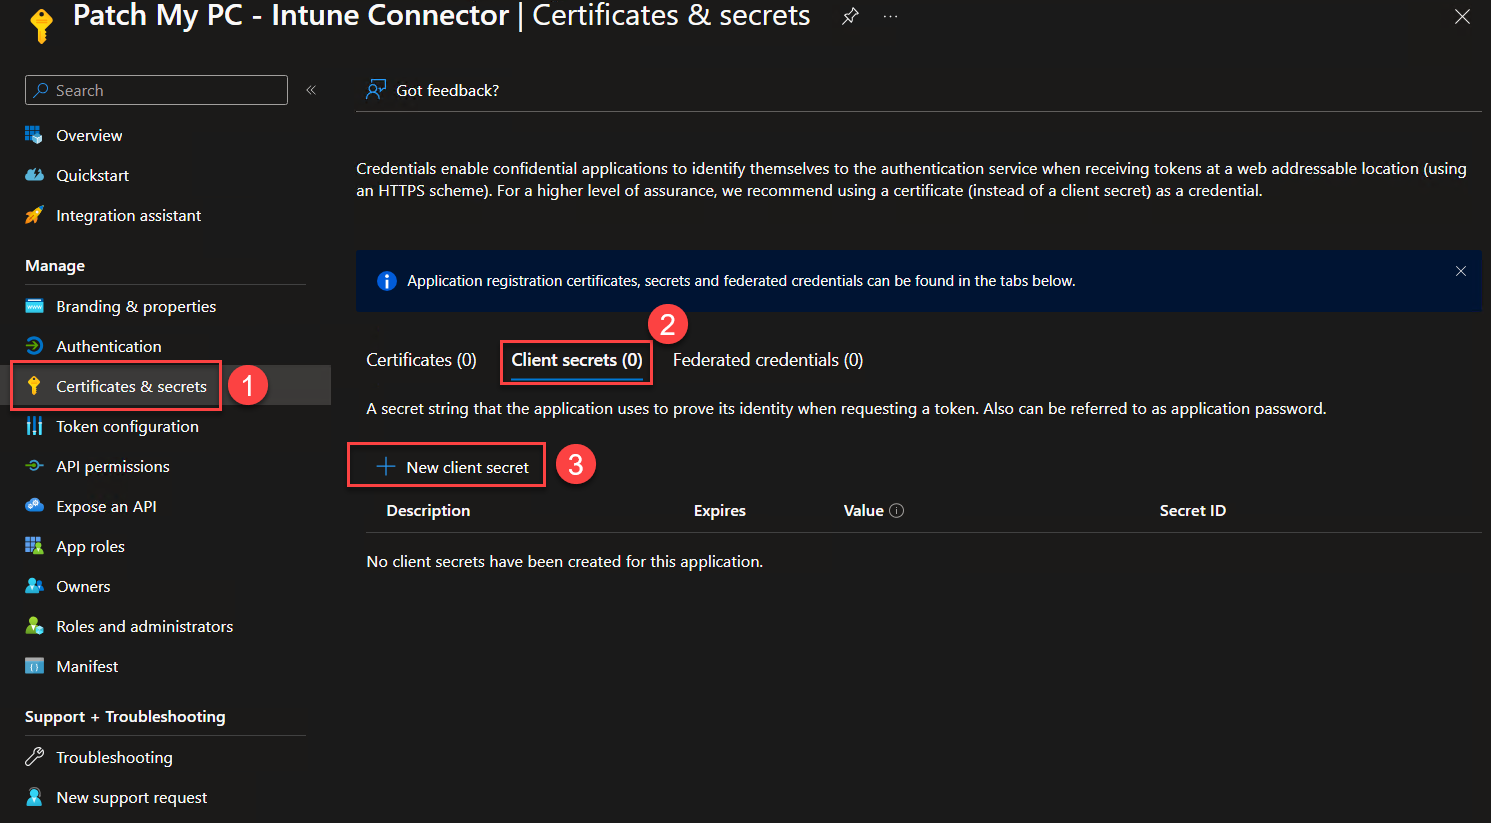 Patch My PC - Intune Connector | Certificates & secrets
Search
Got feedback?
Overview
Quickstart
Integration assistant
Manage
Branding & properties
Authentication
Certificates & secrets
1
Token configuration
API permissions
Expose an API
App roles
Owners
Roles and administrators
Manifest
Support + Troubleshooting
Troubleshooting
New support request
Credentials enable confidential applications to identify themselves to the authentication service when receiving tokens at a web addressable location (using
an HTTPS scheme). For a higher level of assurance, we recommend using a certificate (instead of a client secret) as a credential.
Application registration certificates, secrets and federated credentials can be found in the tabs below.
2
Certificates (0) Client secrets (0) Federated credentials (0)
A secret string that the application uses to prove its identity when requesting a token. Also can be referred to as application password.
New client secret
3
Description Expires Value Secret ID
No client secrets have been created for this application.